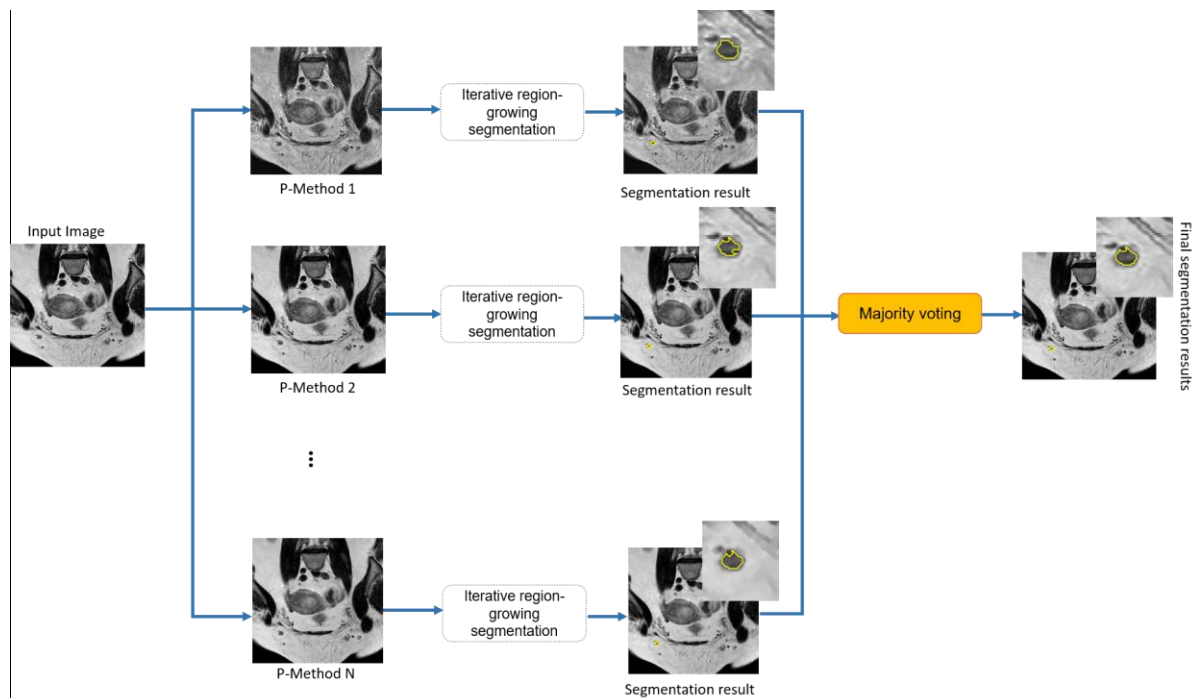 Input Image
P-Method 1
Iterative region-
growing
segmentation
Segmentation result
P-Method 2
Iterative region-
growing
segmentation
Segmentation result
P-Method N
Iterative region-
growing
segmentation
Segmentation result
Majority voting
Final segmentation results